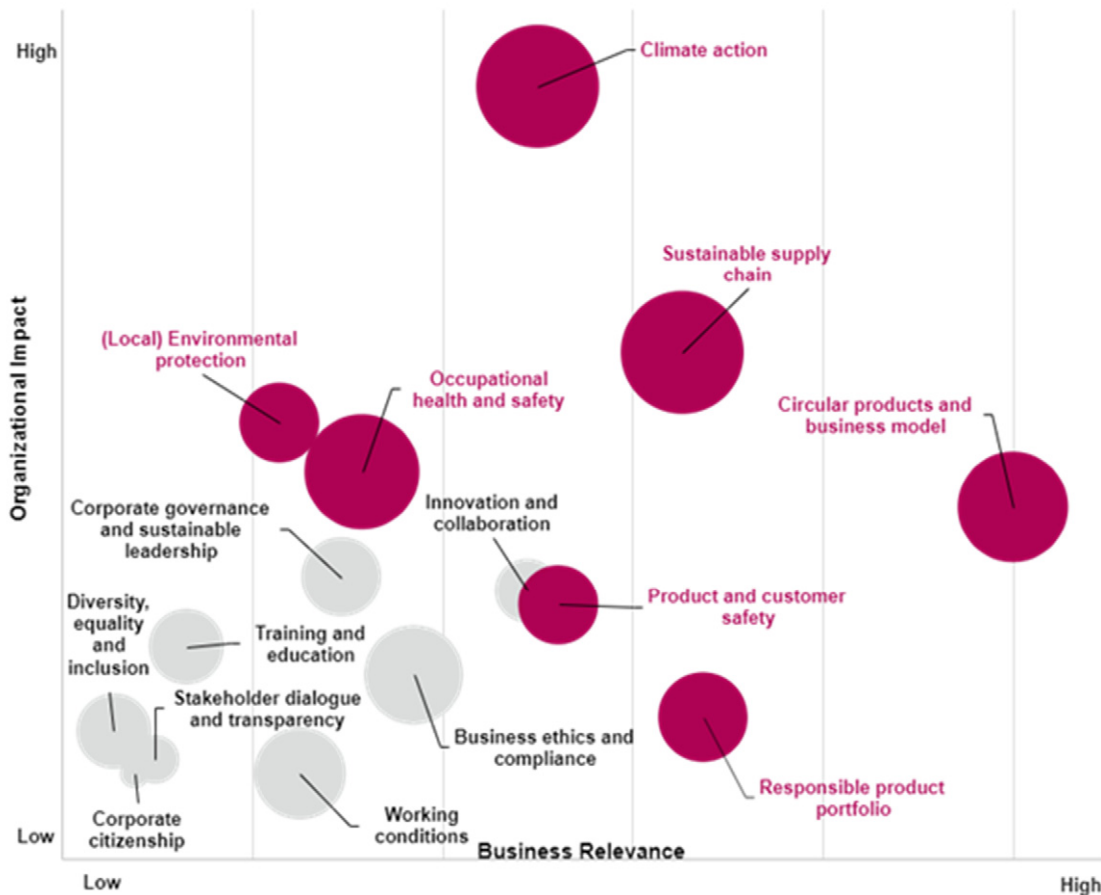 High
Climate action
Sustainable supply
chain
(Local) Environmental
protection
Occupational
health and safety
Circular products and
business model
Organizational Impact
Corporate governance
and sustainable
leadership
Innovation and
collaboration
Diversity,
equality
and
inclusion
Training and
education
Product and customer
safety
Stakeholder dialogue
and transparency
Business ethics and
compliance
Responsible product
portfolio
Corporate
citizenship
Working
conditions
Low
Business Relevance
Low
High